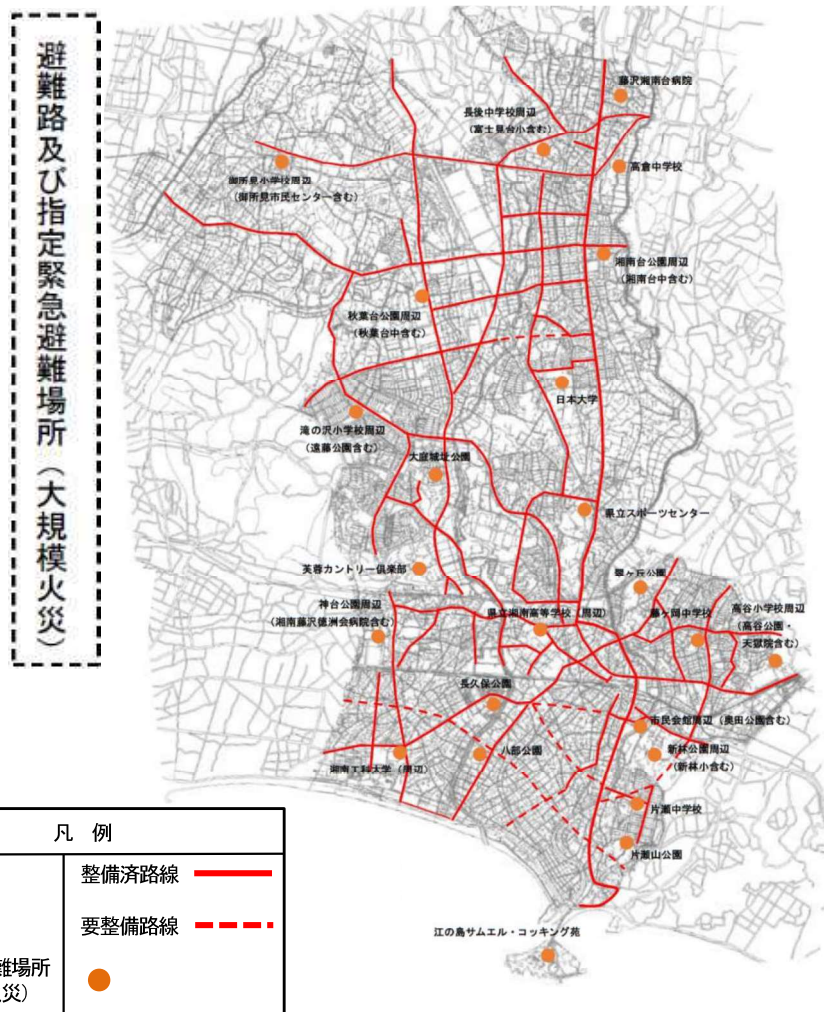 避難路及び指定緊急避難場所（大規模火災）
藤沢湘南台病院
長後中学校周辺
（富士見台小含む）
高倉中学校
御所見小学校周辺
（御所見市民センター含む）
湘南台公園周辺
（湘南台中含む）
秋葉台公園周辺
（秋葉台中含む）
日本大学
滝の沢小学校周辺
（遠藤公園含む）
大庭城址公園
県立スポーツセンター
芙蓉カントリー倶楽部
翠ヶ丘公園
神台公園周辺
（湘南藤沢徳洲会病院含む）
県立湘南高等学校（周辺）
藤ヶ岡中学校
高谷小学校周辺
（高谷公園・
天嶽院含む）
長久保公園
市民会館周辺（奥田公園含む）
八部公園
新林公園周辺
（新林小含む）
湘南工科大学（周辺）
片瀬中学校
片瀬山公園
江の島サムエル・コッキング苑
凡 例
整備済路線
要整備路線
難場所
災）